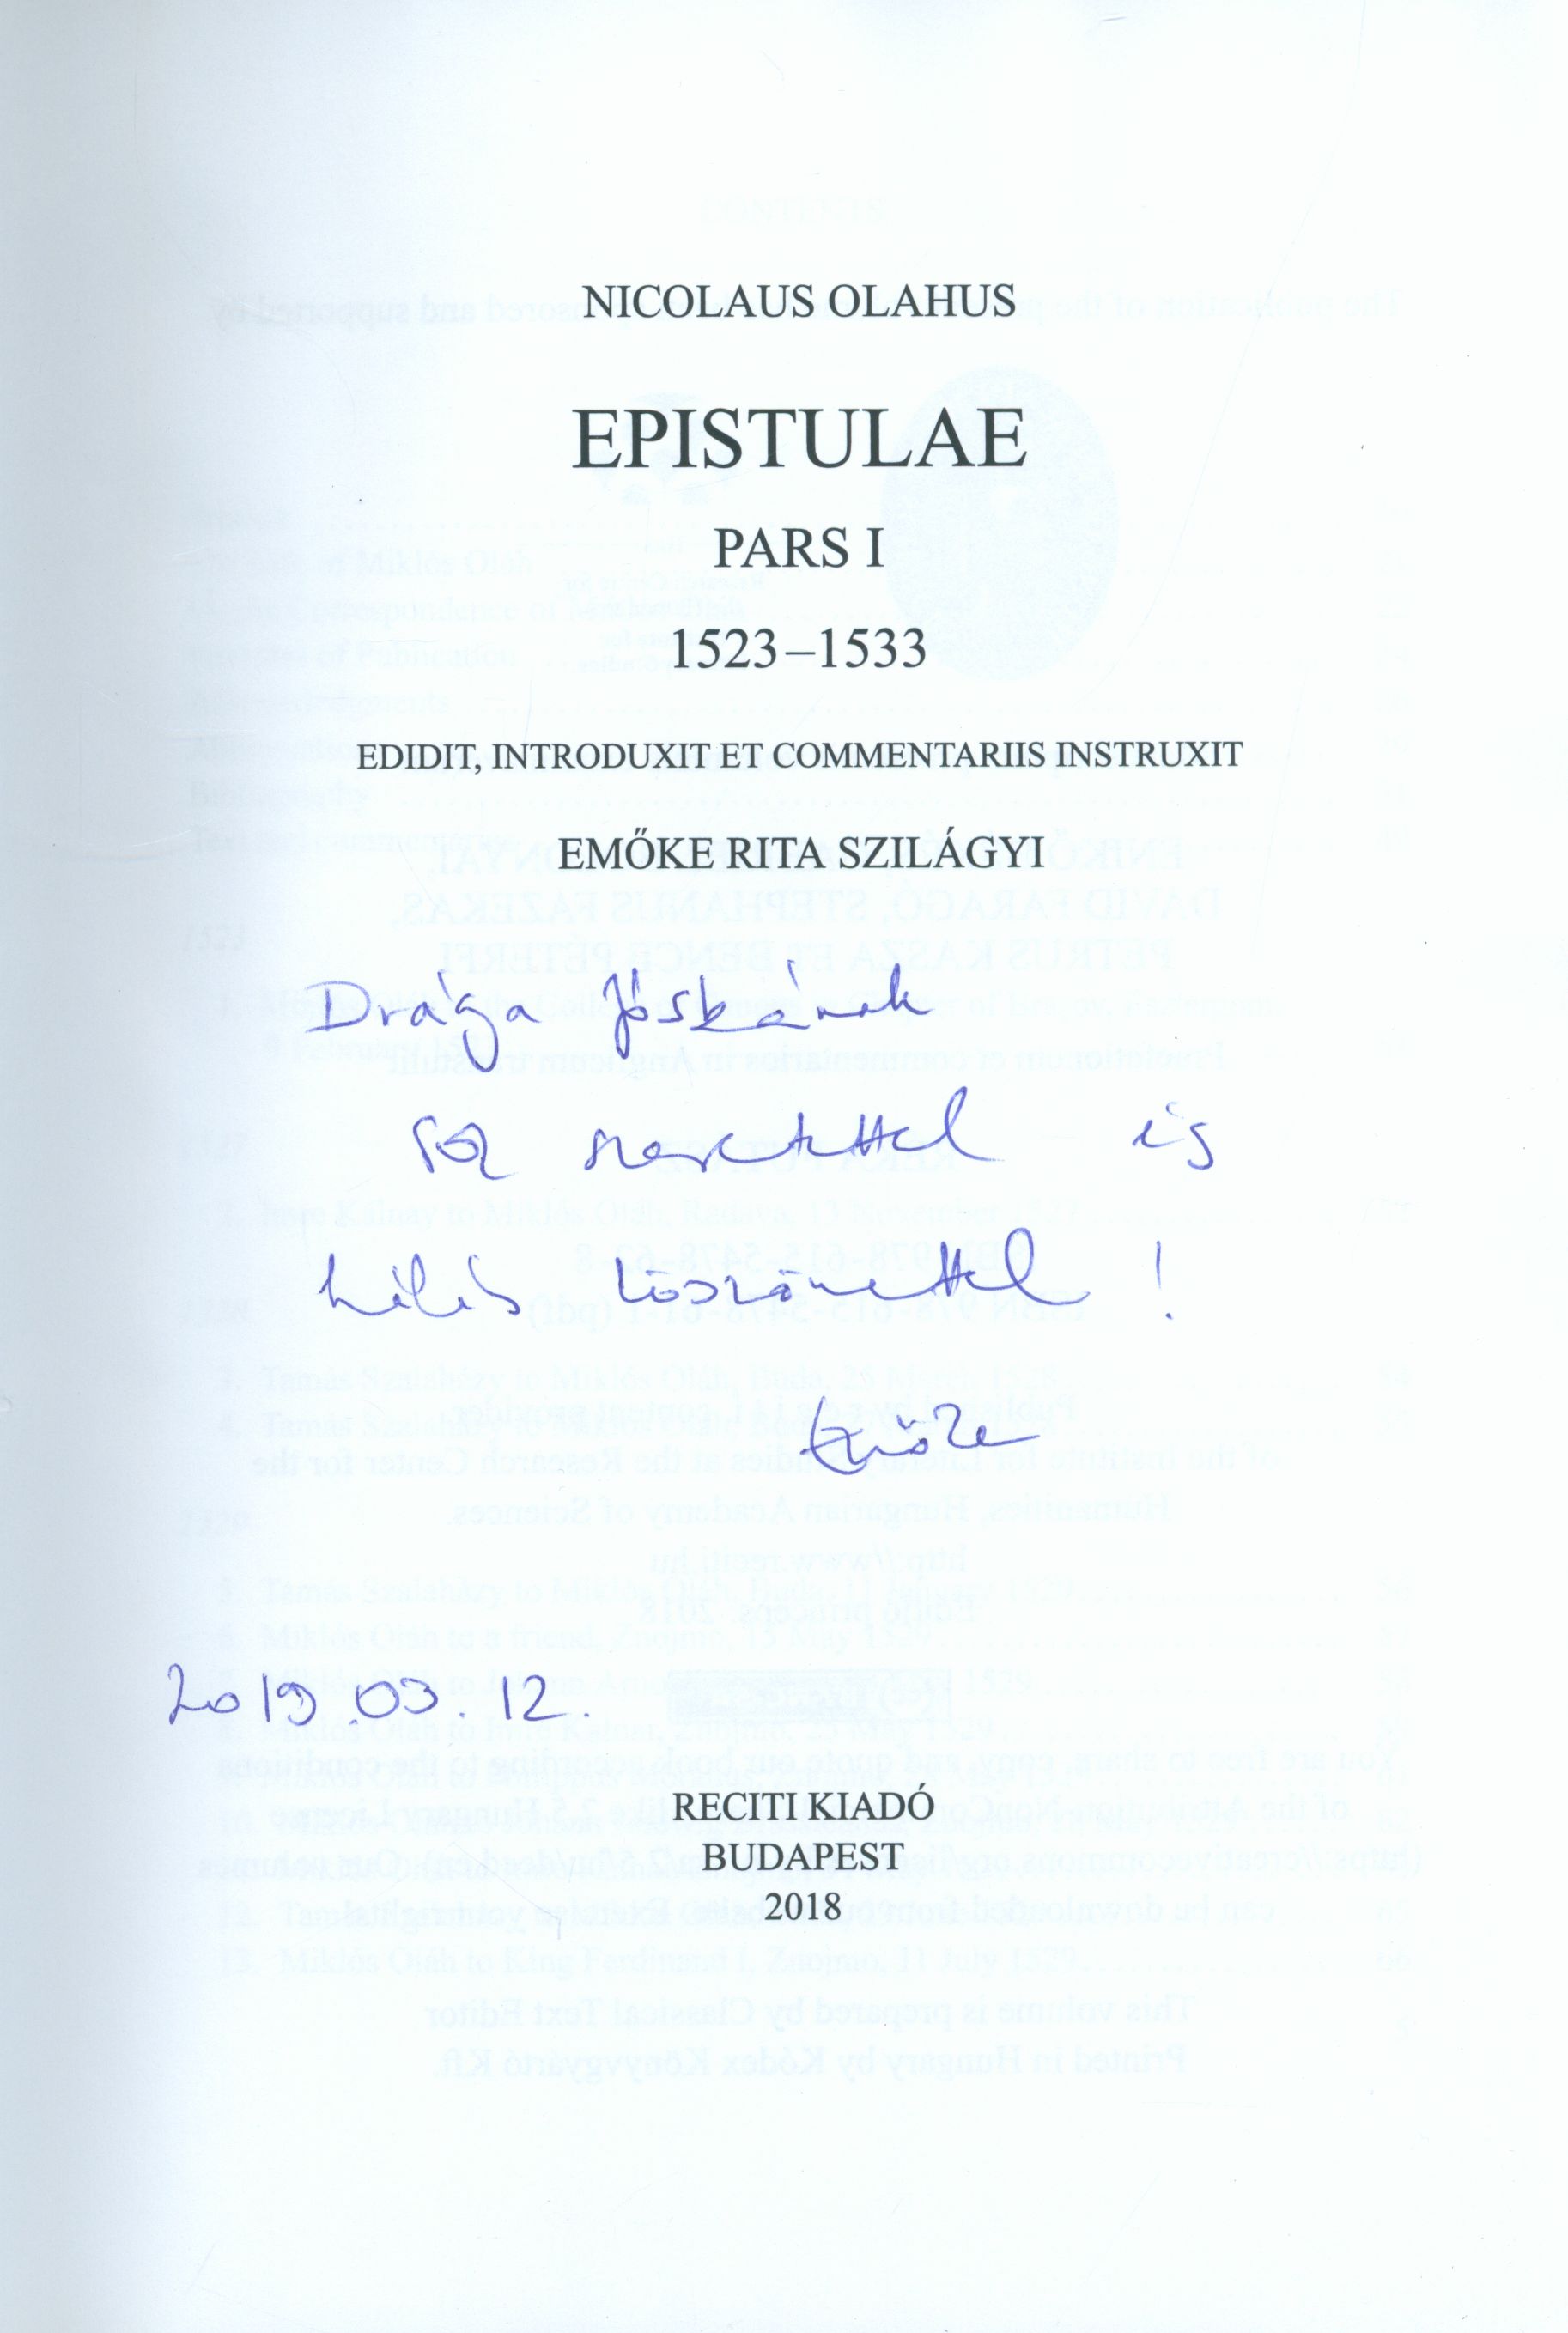 NICOLAUS OLAHUS
EPISTULAE
PARS I
1523–1533
EDIDIT, INTRODUXIT ET COMMENTARIIS INSTRUXIT
EMŐKE RITA SZILÁGYI
Drága Jóskának
sok szeretettel és
hálás köszönettel!
Emőke
2019.03.12.
RECITI KIADÓ
BUDAPEST
2018